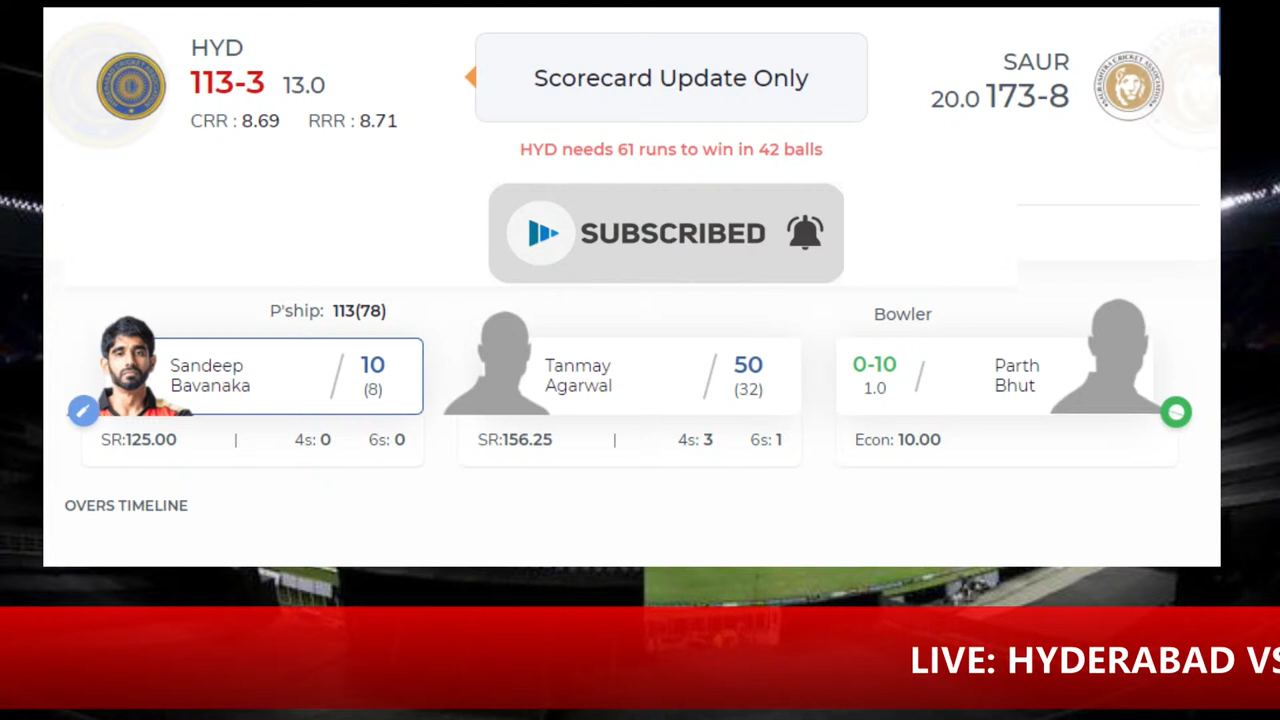 HYD
113-3 13.0
CRR : 8.69 RRR : 8.71
Scorecard Update Only
SAUR
20.0 173-8
HYD needs 61 runs to win in 42 balls
SUBSCRIBED
P'ship: 113(78)
Bowler
Sandeep
Bavanaka
10
(8)
SR:125.00 | 4s: 0 6s: 0
Tanmay
Agarwal
50
(32)
SR:156.25 | 4s: 3 6s: 1
0-10
1.0
Parth
Bhut
Econ: 10.00
OVERS TIMELINE
LIVE: HYDERABAD VS